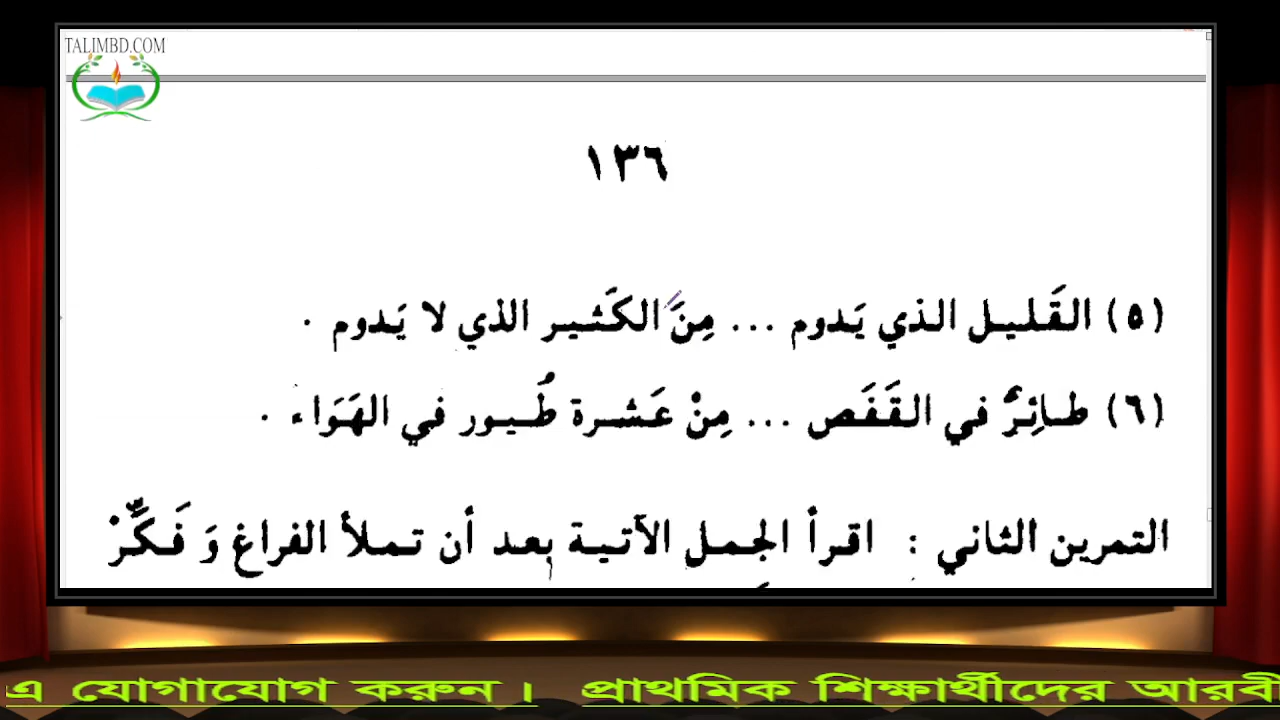 TALIMBD.COM
١٣٦
(٥) القَليل الذي يَدوم ... مِنَ الكَثير الذي لا يَدوم .
(٦) طائِرٌ في القَفَص ... مِنْ عَشرة طُيور في الهَوَاء .
التمرين الثاني : اقرأ الجمل الآتية بعد أن تملأ الفراغ وَ فَكِّرْ
এ যোগাযোগ করুন। প্রাথমিক শিক্ষার্থীদের আরবী